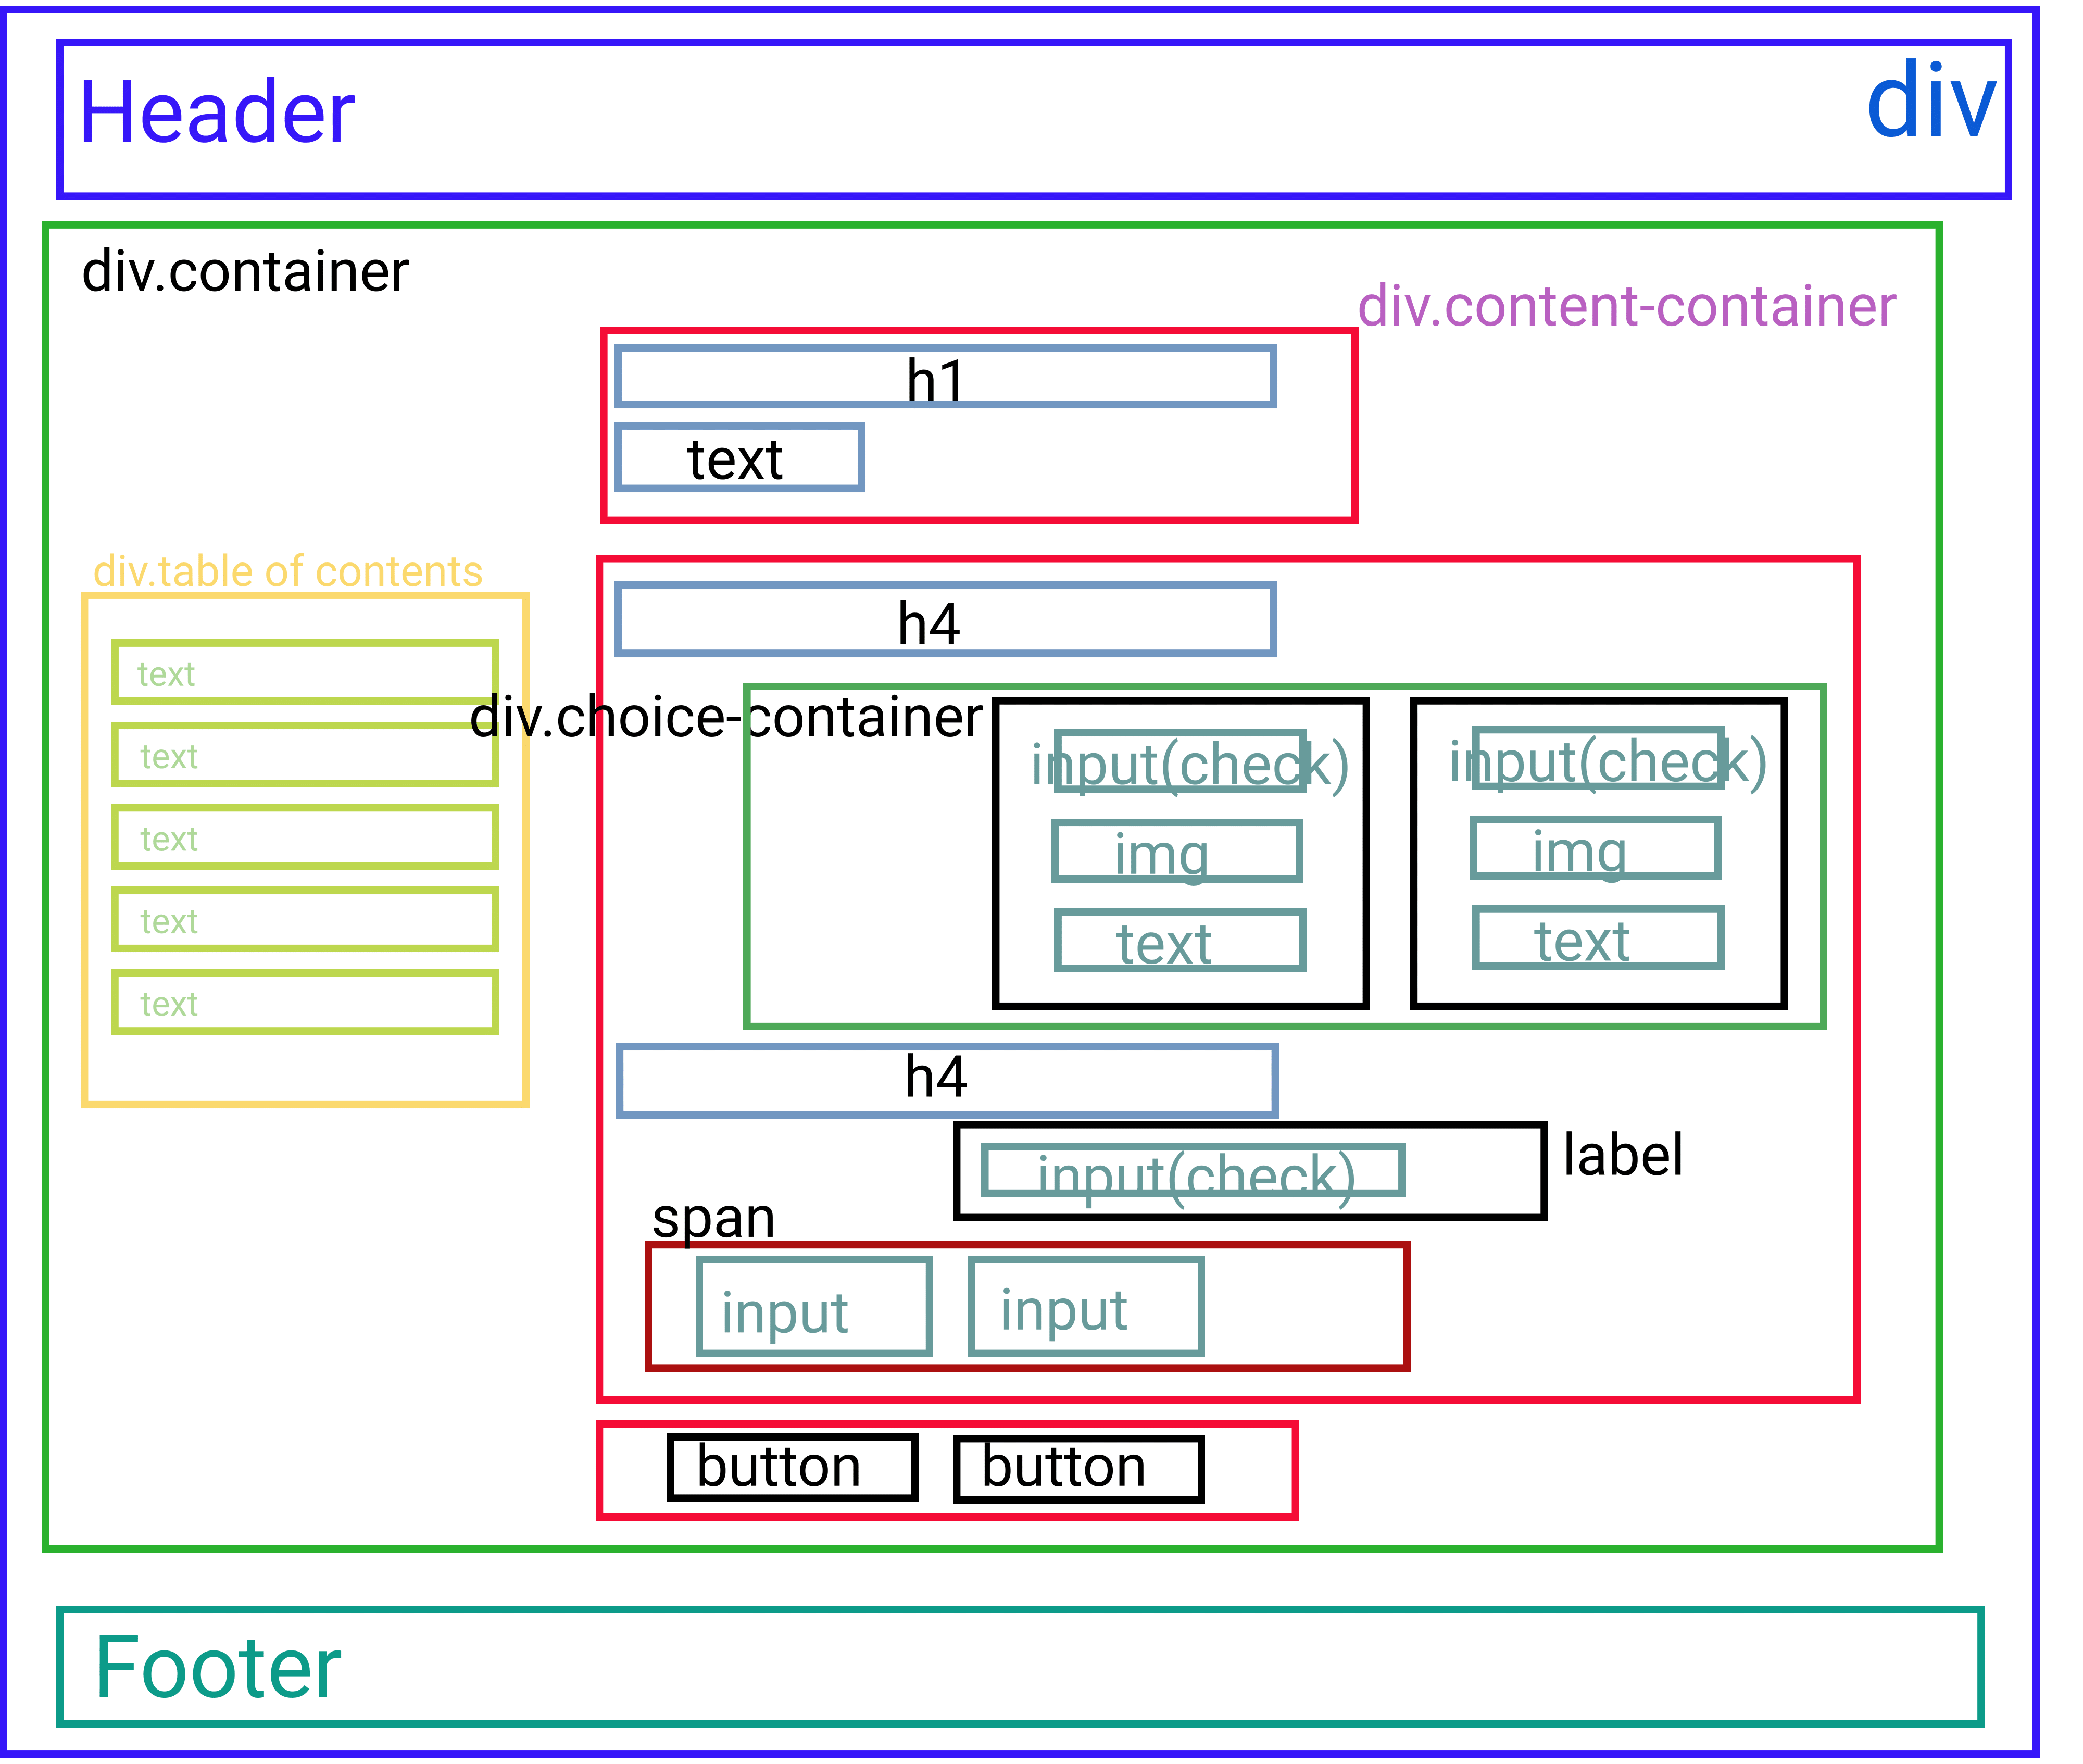 Header
div
div.container
div.content-container
h1
text
div.table of contents
text
text
text
text
text
h4
div.choice-container
input(check)
img
text
input(check)
img
text
h4
input(check)
label
span
input
input
button
button
Footer